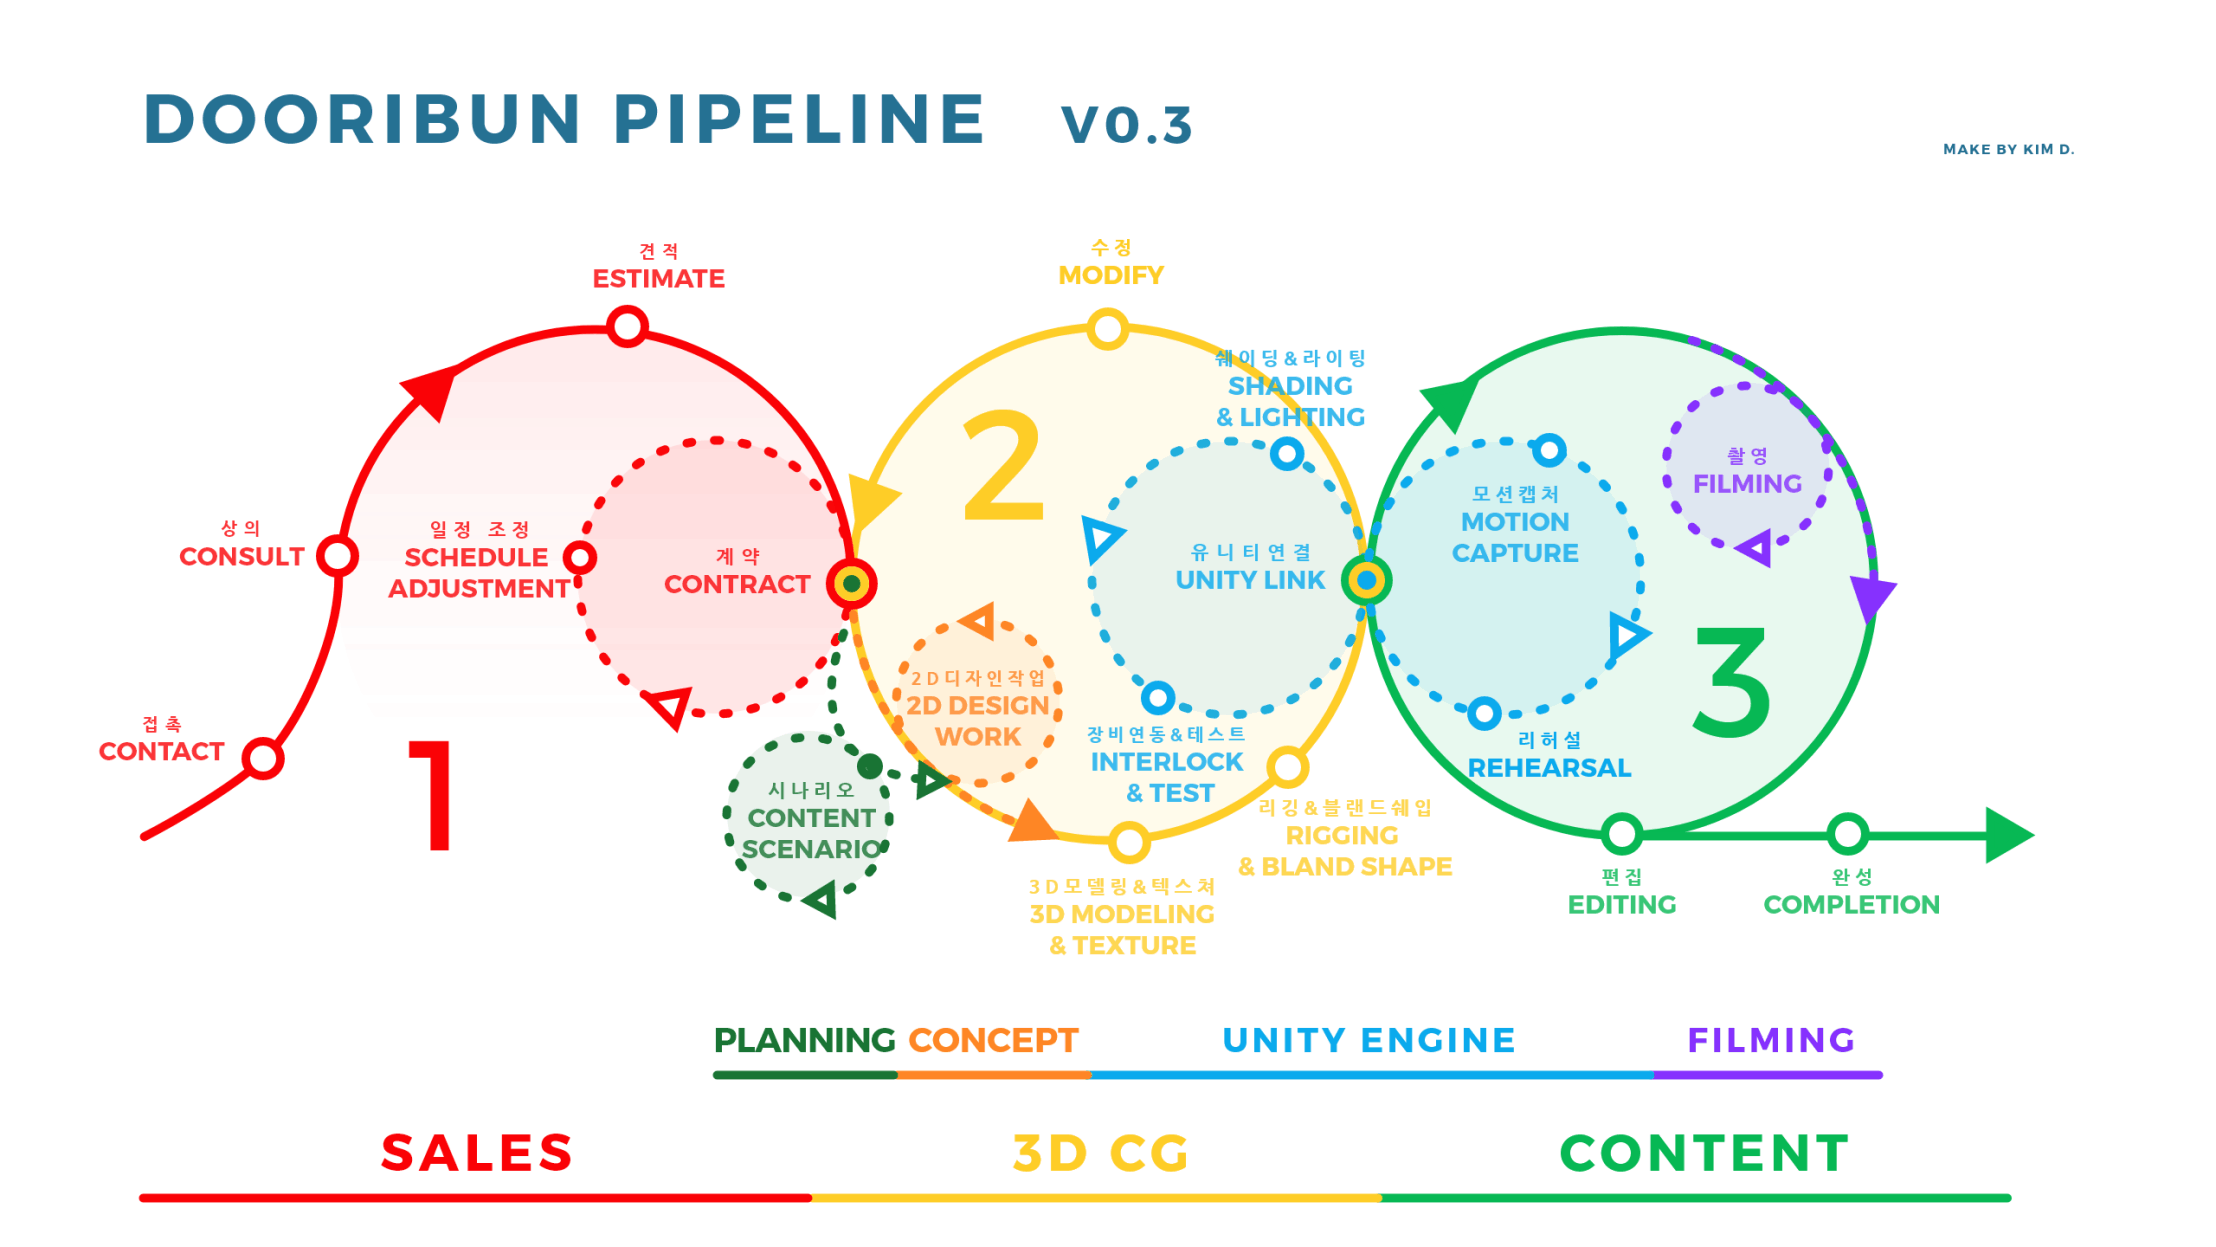 DOORIBUN PIPELINE V0.3
MAKE BY KIM D.
견적
ESTIMATE
상의
CONSULT
일정 조정
SCHEDULE
ADJUSTMENT
계약
CONTRACT
접촉
CONTACT
1
수정
MODIFY
2
쉐이딩&라이팅
SHADING
& LIGHTING
유니티연결
UNITY LINK
2D디자인작업
2D DESIGN
WORK
장비연동&테스트
INTERLOCK
& TEST
시나리오
CONTENT
SCENARIO
리깅&블랜드쉐입
RIGGING
& BLAND SHAPE
3D모델링&텍스쳐
3D MODELING
& TEXTURE
모션캡처
MOTION
CAPTURE
촬영
FILMING
3
리허설
REHEARSAL
편집
EDITING
완성
COMPLETION
PLANNING CONCEPT UNITY ENGINE FILMING
SALES 3D CG CONTENT